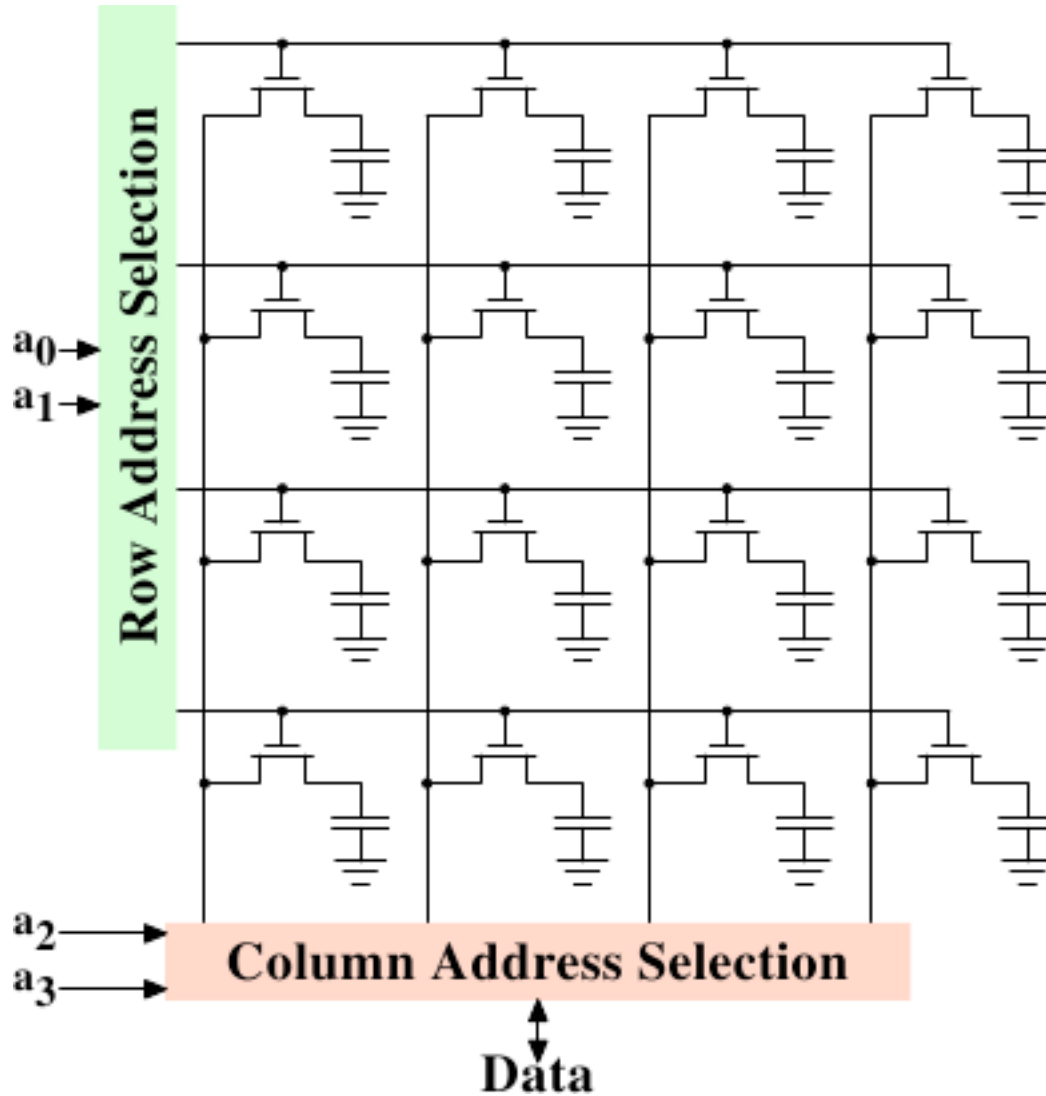 Row Address Selection
a0
a1
a2
a3
Column Address Selection
Data